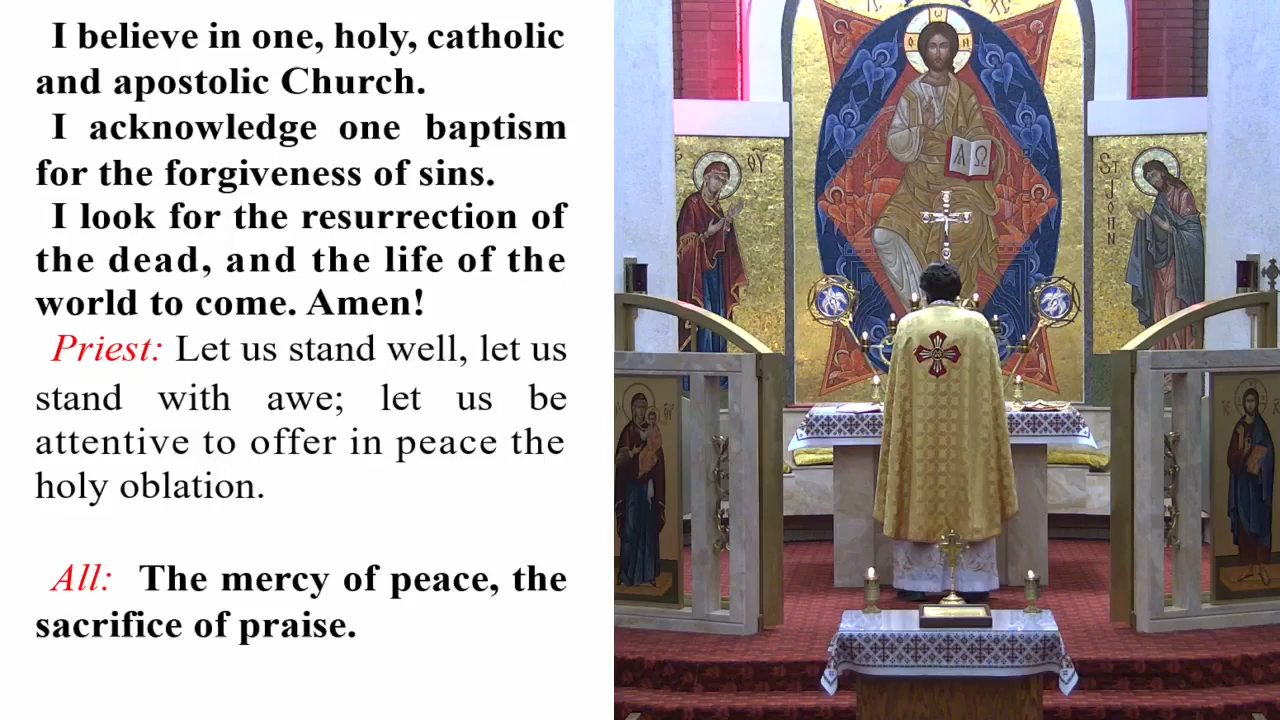 I believe in one, holy, catholic
and apostolic Church.
I acknowledge one baptism
for the forgiveness of sins.
I look for the resurrection of
the dead, and the life of the
world to come. Amen!
Priest: Let us stand well, let us
stand with awe; let us be
attentive to offer in peace the
holy oblation.
All: The mercy of peace, the
sacrifice of praise.
IC XC
Ο Ω Η
Α Ω
ΟΥ
ST
JOHN